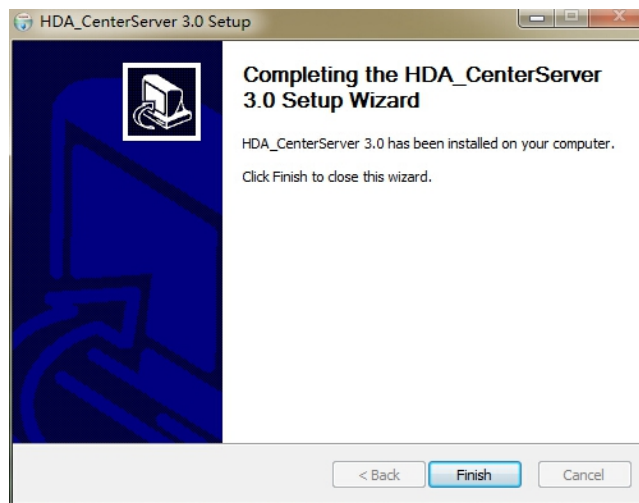 HDA_CenterServer 3.0 Setup
Completing the HDA_CenterServer
3.0 Setup Wizard
HDA_CenterServer 3.0 has been installed on your computer.
Click Finish to close this wizard.
< Back
Finish
Cancel